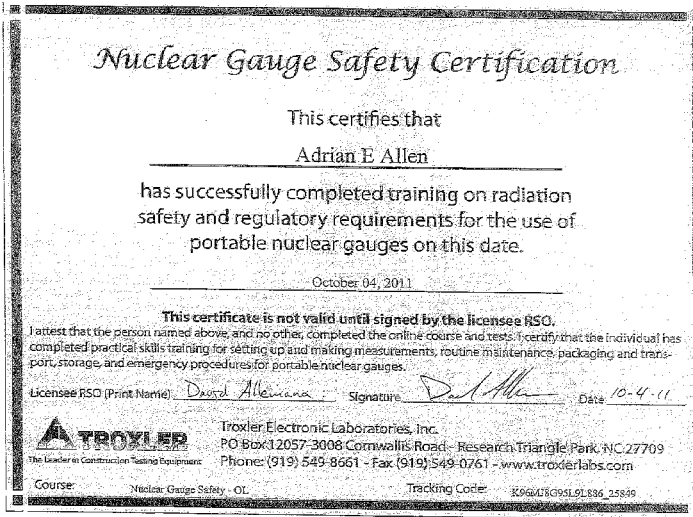 Nuclear Gauge Safety Certification
This certifies that
Adrian E Allen
has successfully completed training on radiation
safety and regulatory requirements for the use of
portable nuclear gauges on this date.
October 04, 2011
This certificate is not valid until signed by the licensee RSO.
I attest that the person named above, and no other, completed the online course and tests. I certify that the individual has
completed practical skills training for setting up and making measurements, routine maintenance, packaging and trans-
port, storage, and emergency procedures for portable nuclear gauges.
Licensee RSO (Print Name) David Signature Date 10-4-11
TROXLER
The Leader in Construction Testing Equipment
Troxler Electronic Laboratories, Inc.
PO Box 12057-3008 Cornwallis Road - Research Triangle Park, NC 27709
Phone: (919) 549-8661 - Fax (919) 549-0761 - www.troxlerlabs.com
Course: Nuclear Gauge Safety - OL Tracking Code: